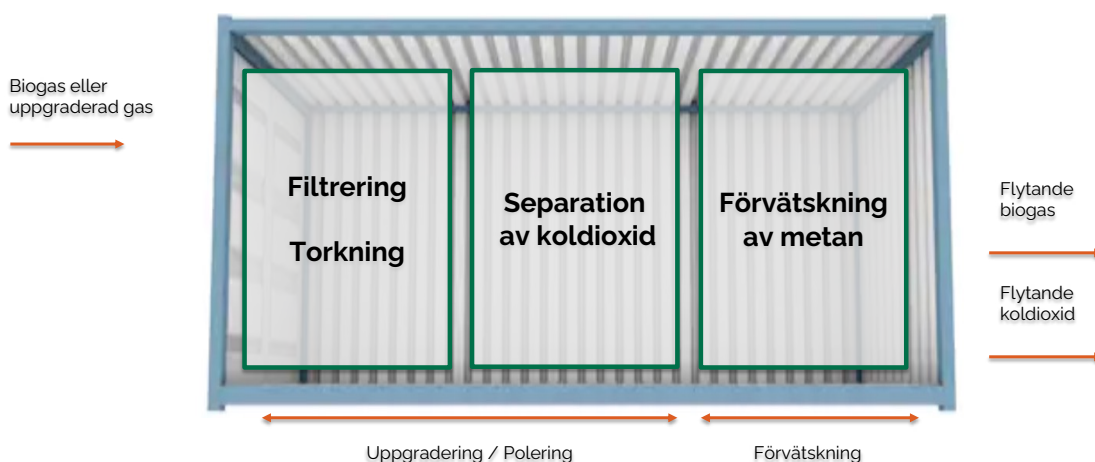 Biogas eller
uppgraderad gas
Filtrering
Torkning
Separation
av koldioxid
Förvätskning
av metan
Flytande
biogas
Flytande
koldioxid
Uppgradering / Polering
Förvätskning